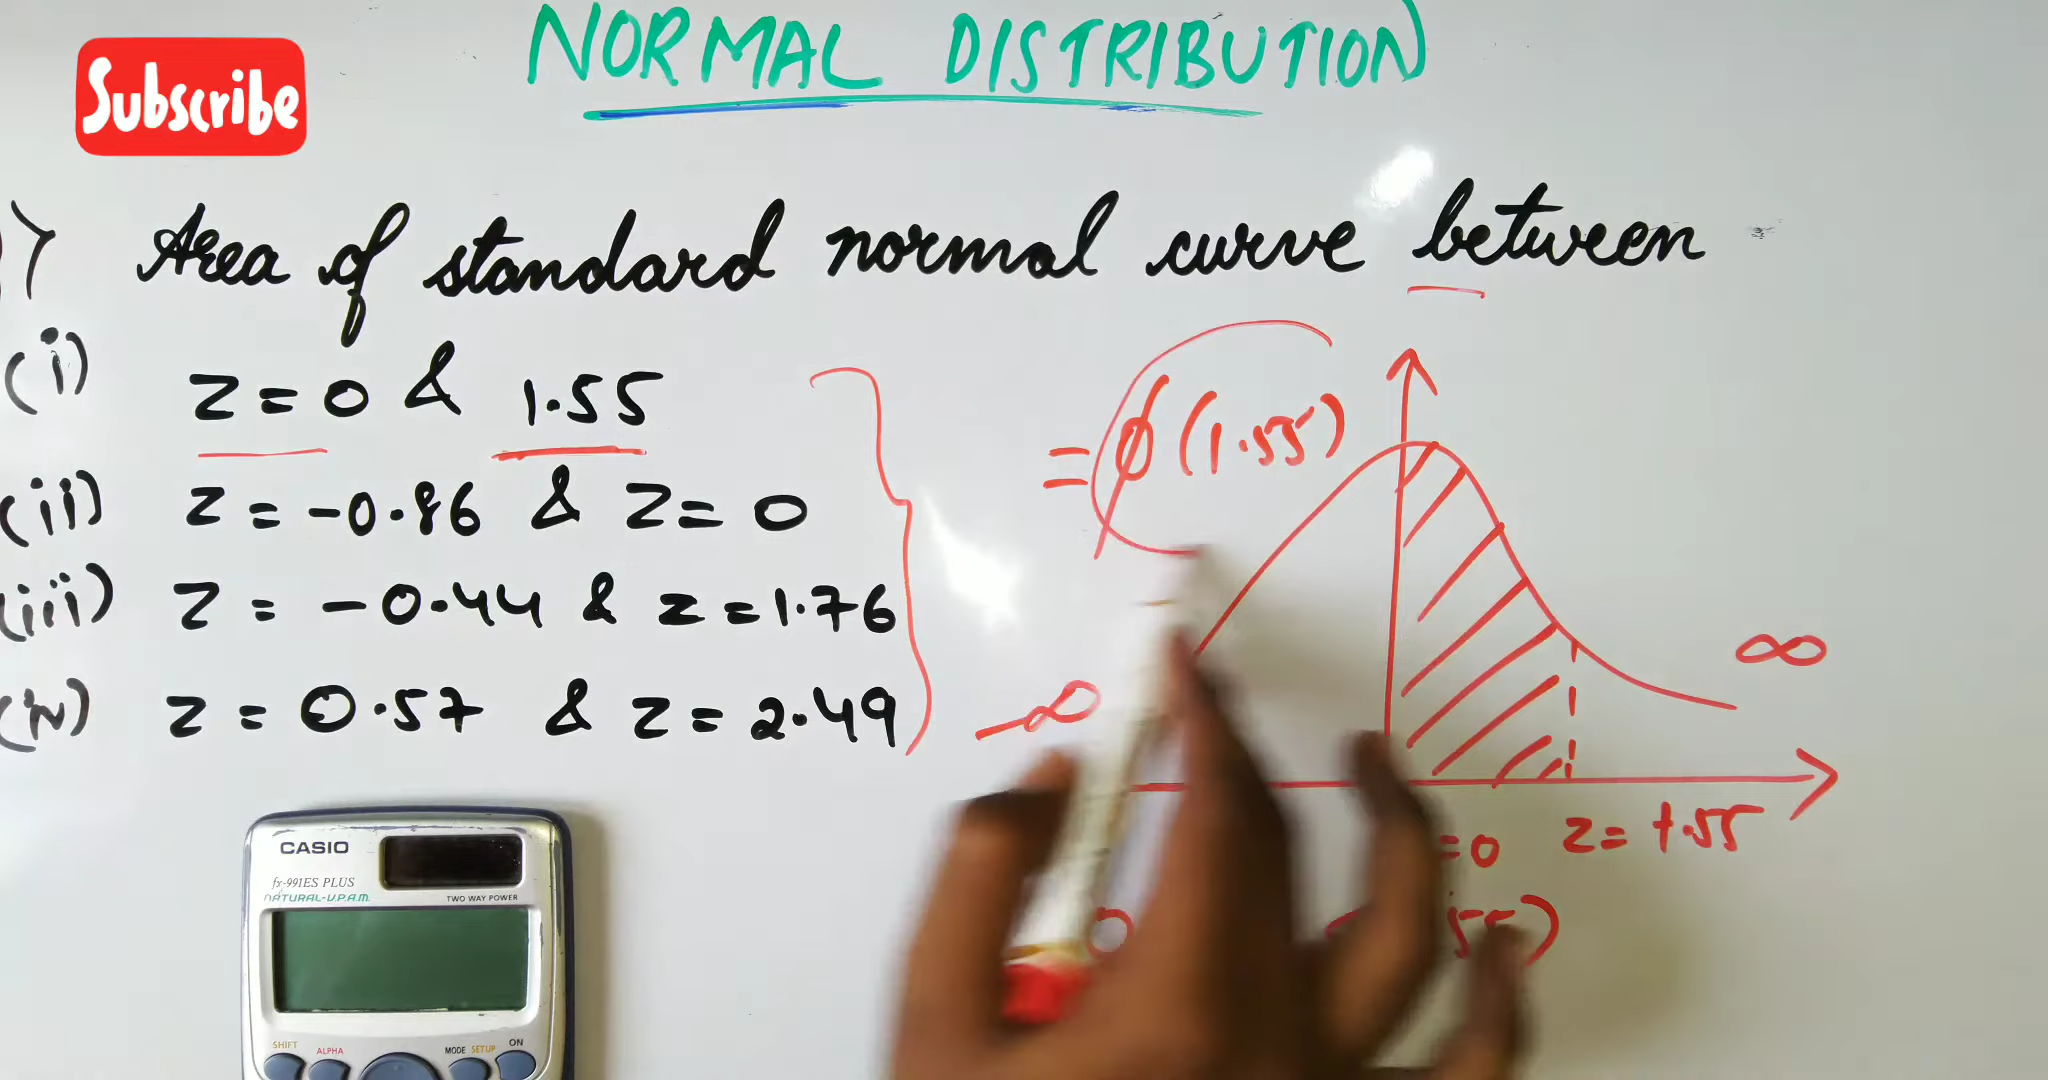 NORMAL DISTRIBUTION
Subscribe
Area of standard normal curve between
(i) z = 0 & 1.55
(ii) z = -0.86 & z = 0
(iii) z = -0.44 & z = 1.76
(iv) z = 0.57 & z = 2.49
= ϕ(1.55)
-∞
∞
=0 z = 1.55
CASIO
fx-991ES PLUS
NATURAL-V.P.A.M.
TWO WAY POWER
SHIFT ALPHA MODE SETUP ON